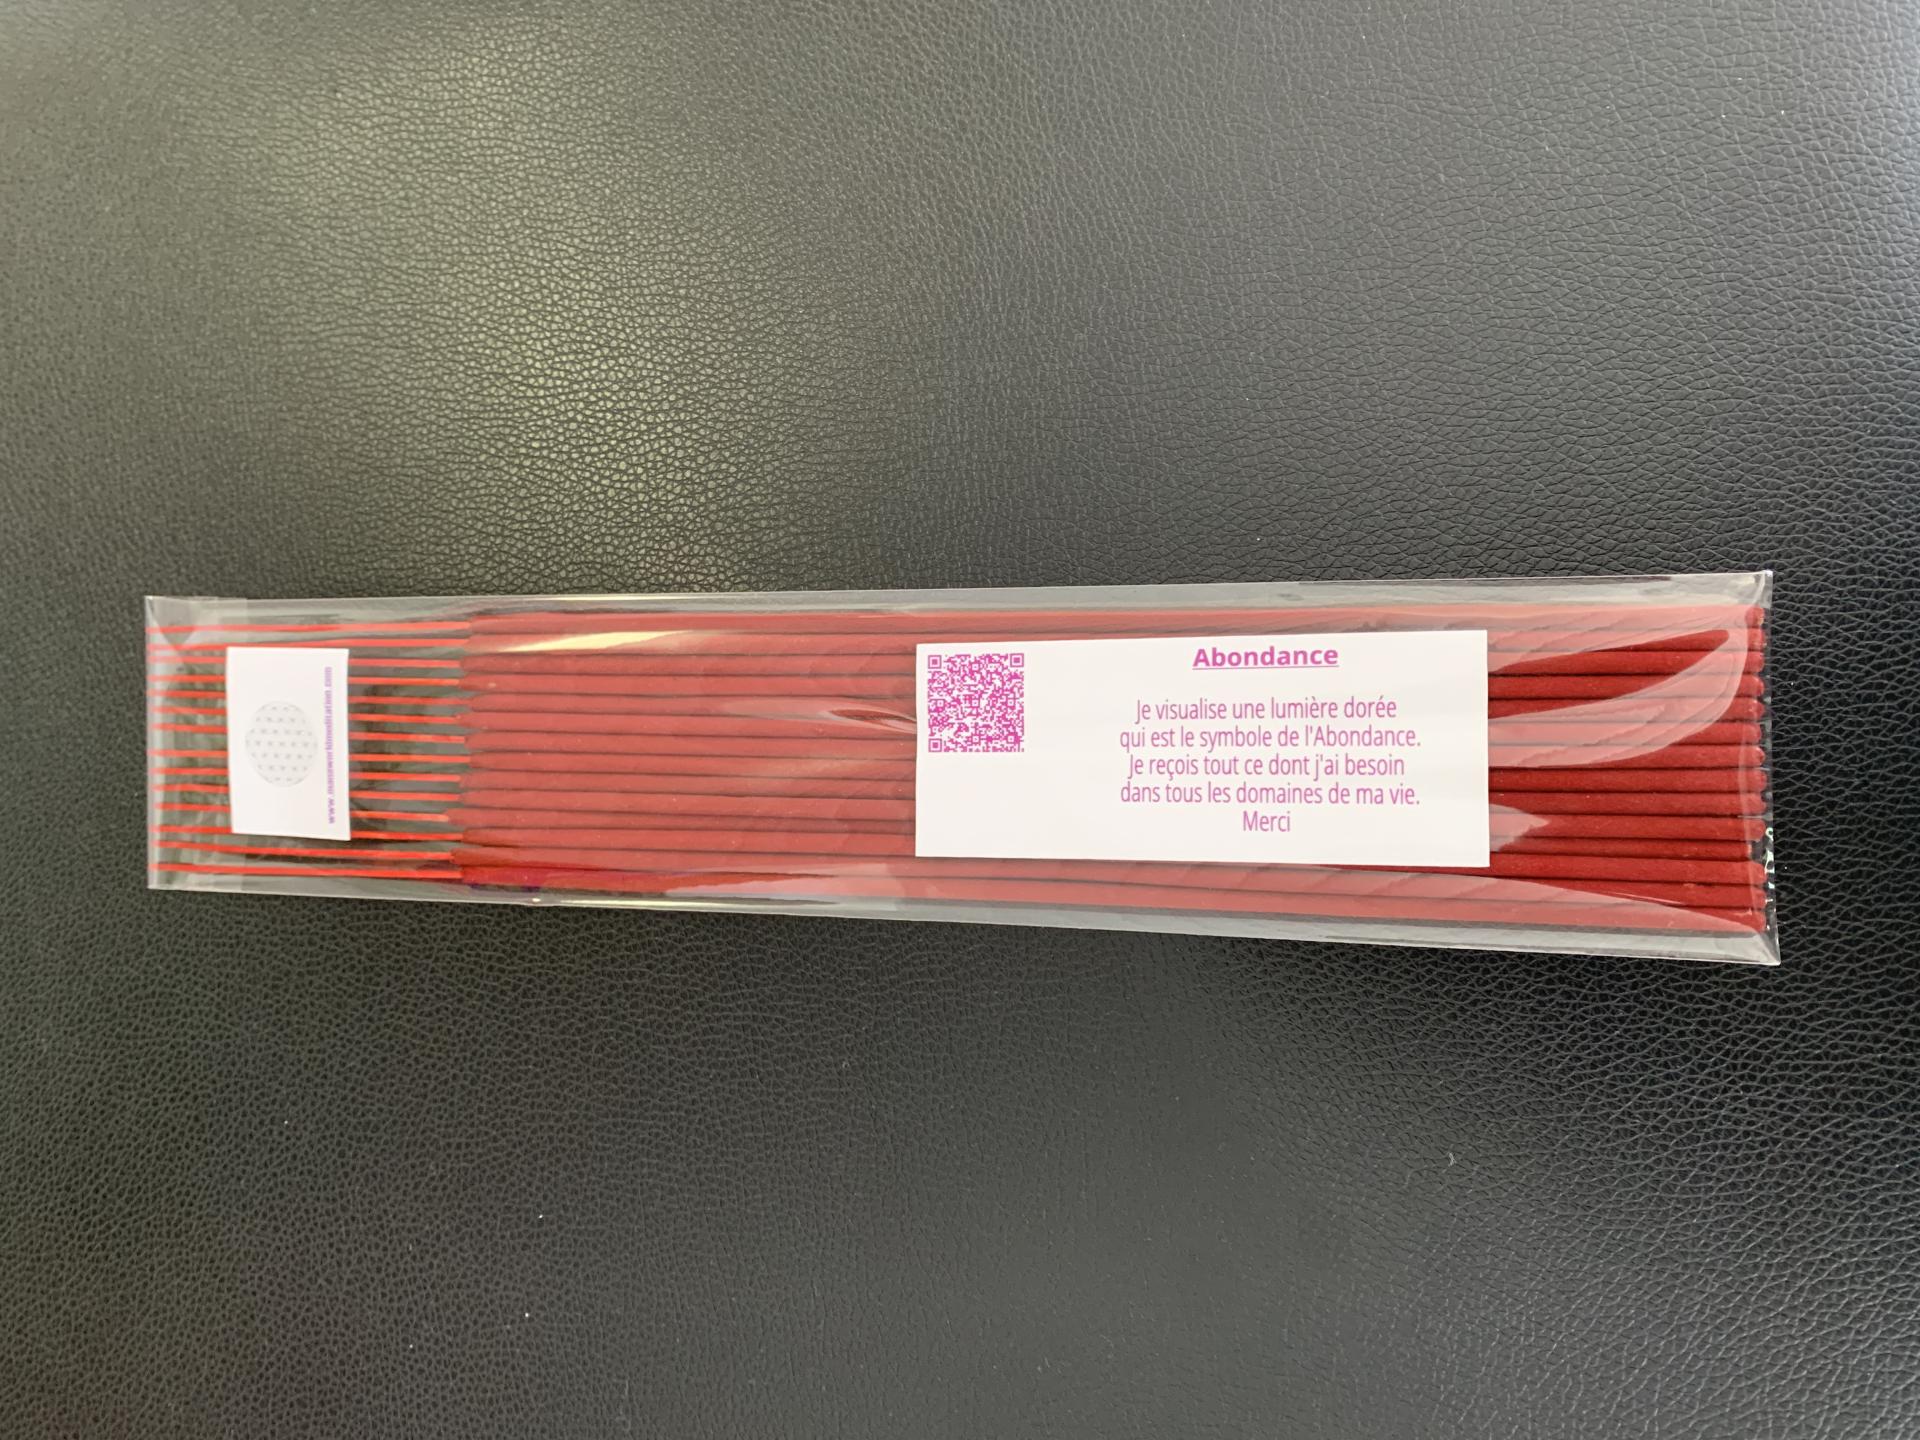 Abondance
Je visualise une lumière dorée
qui est le symbole de l'Abondance.
Je reçois tout ce dont j'ai besoin
dans tous les domaines de ma vie.
Merci